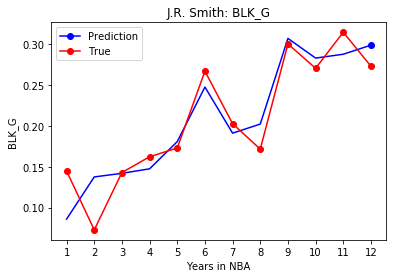 J.R. Smith: BLK_G
Prediction
True
BLK_G
0.30
0.25
0.20
0.15
0.10
1 2 3 4 5 6 7 8 9 10 11 12
Years in NBA